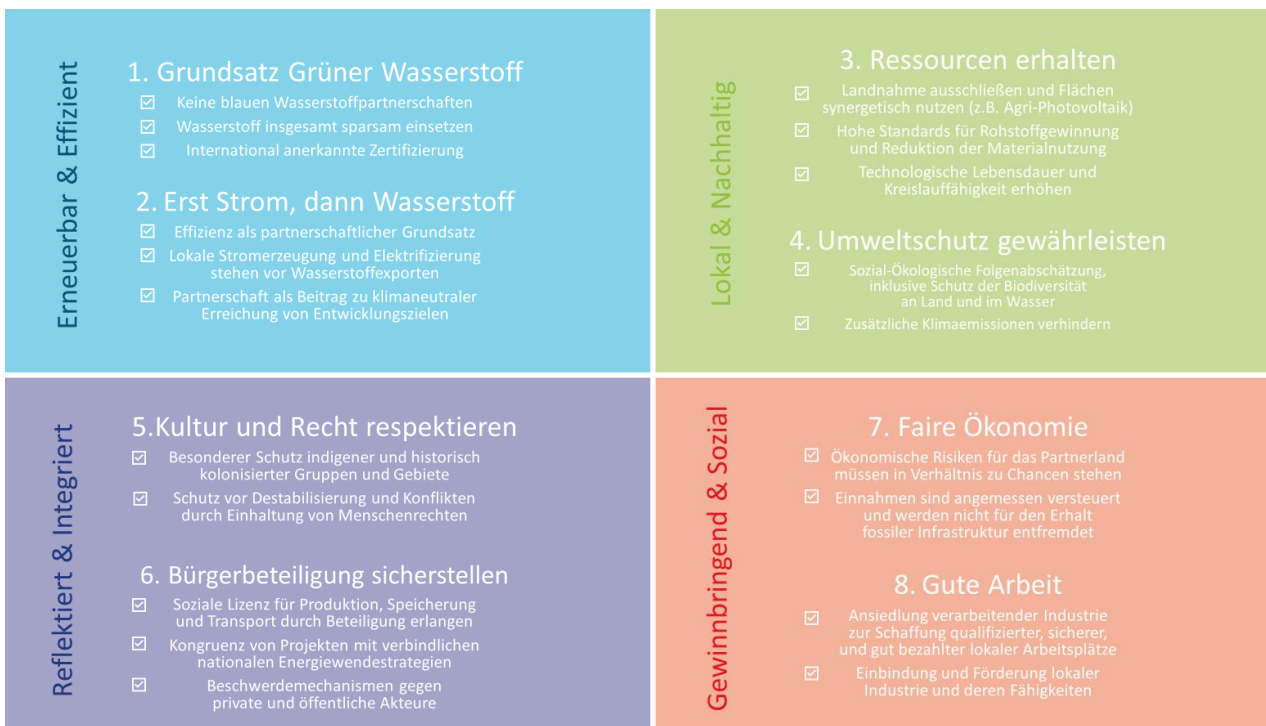 Erneuerbar & Effizient
1. Grundsatz Grüner Wasserstoff
Keine blauen Wasserstoffpartnerschaften
Wasserstoff insgesamt sparsam einsetzen
International anerkannte Zertifizierung
2. Erst Strom, dann Wasserstoff
Effizienz als partnerschaftlicher Grundsatz
Lokale Stromerzeugung und Elektrifizierung
stehen vor Wasserstoffexporten
Partnerschaft als Beitrag zu klimaneutraler
Erreichung von Entwicklungszielen
Lokal & Nachhaltig
3. Ressourcen erhalten
Landnahme ausschließen und Flächen
synergetisch nutzen (z.B. Agri-Photovoltaik)
Hohe Standards für Rohstoffgewinnung
und Reduktion der Materialnutzung
Technologische Lebensdauer und
Kreislauffähigkeit erhöhen
4. Umweltschutz gewährleisten
Sozial-Ökologische Folgenabschätzung,
inklusive Schutz der Biodiversität
an Land und im Wasser
Zusätzliche Klimaemissionen verhindern
Reflektiert & Integriert
5.Kultur und Recht respektieren
Besonderer Schutz indigener und historisch
kolonisierter Gruppen und Gebiete
Schutz vor Destabilisierung und Konflikten
durch Einhaltung von Menschenrechten
6. Bürgerbeteiligung sicherstellen
Soziale Lizenz für Produktion, Speicherung
und Transport durch Beteiligung erlangen
Kongruenz von Projekten mit verbindlichen
nationalen Energiewendestrategien
Beschwerdemechanismen gegen
private und öffentliche Akteure
Gewinnbringend & Sozial
7. Faire Ökonomie
Ökonomische Risiken für das Partnerland
müssen in Verhältnis zu Chancen stehen
Einnahmen sind angemessen versteuert
und werden nicht für den Erhalt
fossiler Infrastruktur entfremdet
8. Gute Arbeit
Ansiedlung verarbeitender Industrie
zur Schaffung qualifizierter, sicherer,
und gut bezahlter lokaler Arbeitsplätze
Einbindung und Förderung lokaler
Industrie und deren Fähigkeiten